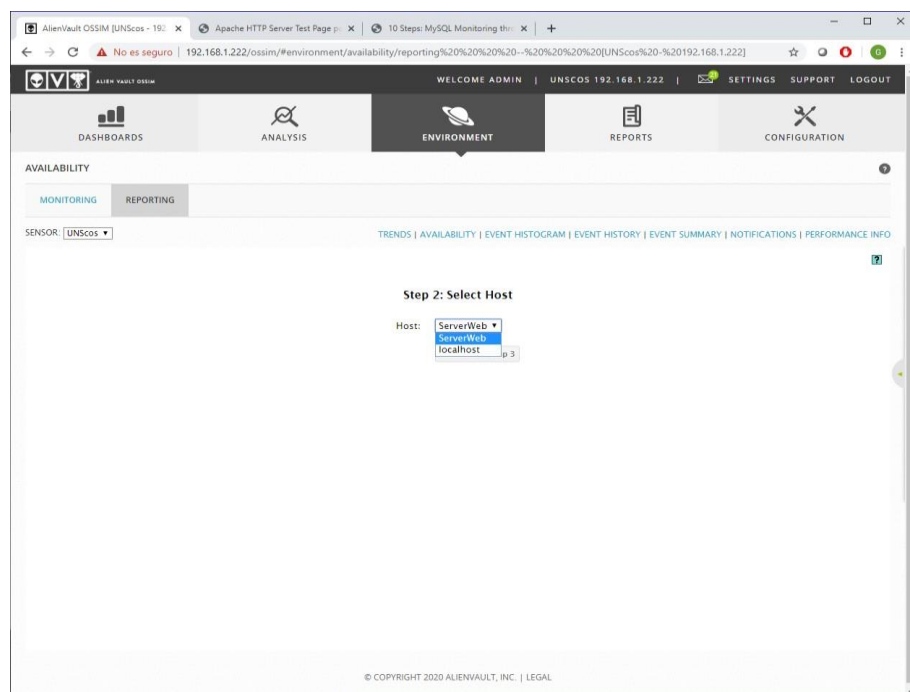 AlienVault OSSIM [UNScos - 192
Apache HTTP Server Test Page p
10 Steps: MySQL Monitoring thr
No es seguro | 192.168.1.222/ossim/#environment/availability/reporting%20%20%20%20--%20%20%20%20[UNScos%20-%20192.168.1.222]
G
ALIEN VAULT OSSIM
WELCOME ADMIN | UNSCOS 192.168.1.222 | SETTINGS SUPPORT LOGOUT
DASHBOARDS
ANALYSIS
ENVIRONMENT
REPORTS
CONFIGURATION
AVAILABILITY
?
MONITORING
REPORTING
SENSOR: UNScos
TRENDS | AVAILABILITY | EVENT HISTOGRAM | EVENT HISTORY | EVENT SUMMARY | NOTIFICATIONS | PERFORMANCE INFO
?
Step 2: Select Host
Host: ServerWeb
ServerWeb
localhost
p 3
© COPYRIGHT 2020 ALIENVAULT, INC. | LEGAL